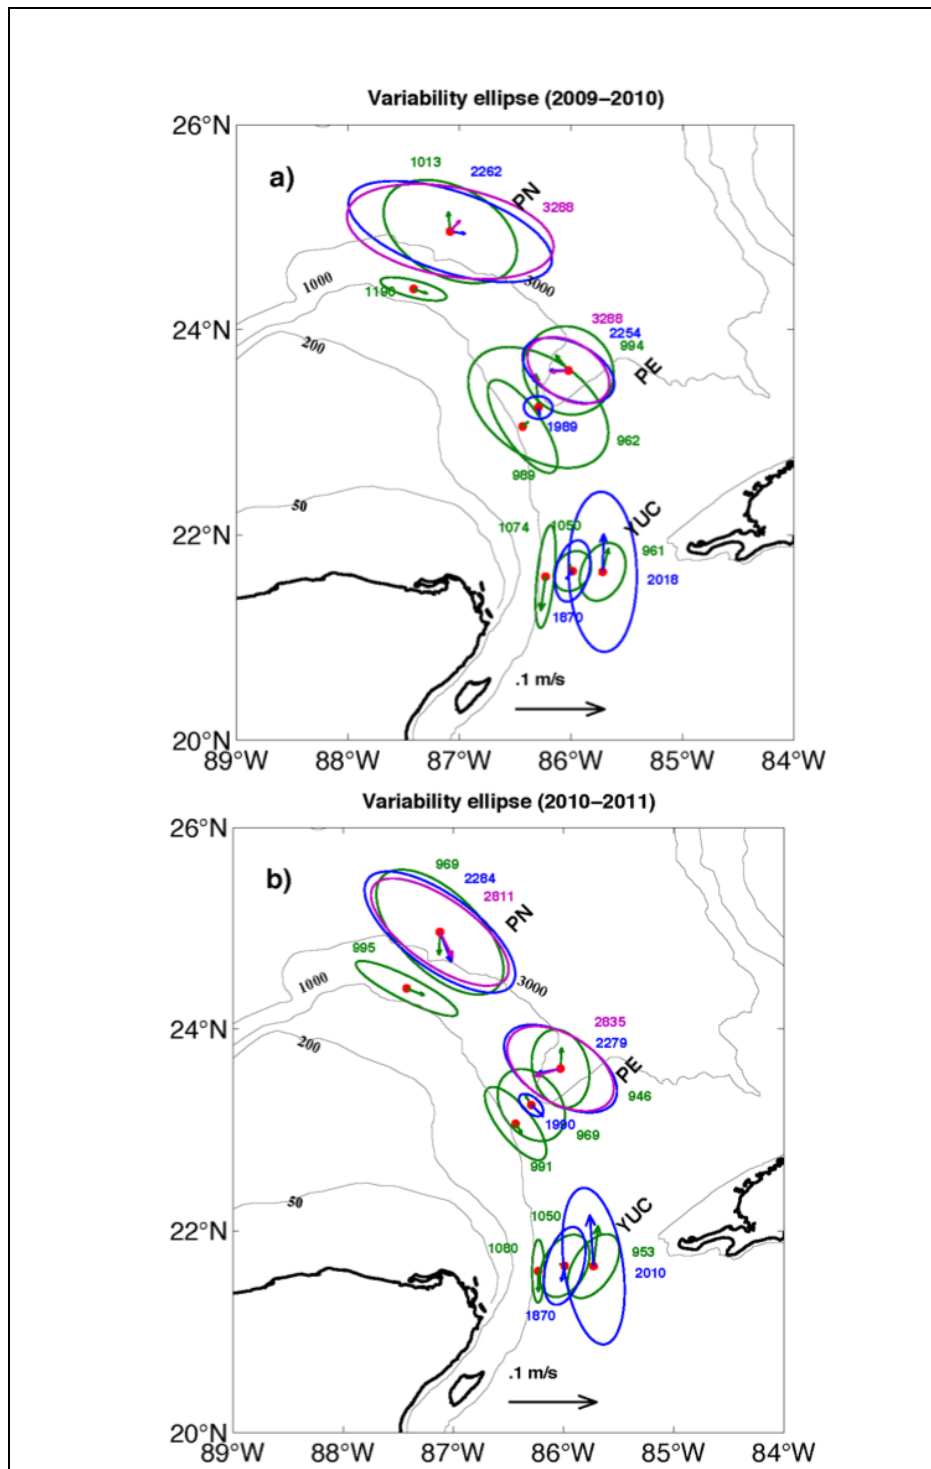 Variability ellipse (2009–2010)
26°N
a)
1013
2262
PN
3288
1000
1196
3000
24°N
200
3288
2254
994
PE
1989
962
989
50
22°N
1074
1050
YUC
961
2018
1870
.1 m/s
20°N
89°W 88°W 87°W 86°W 85°W 84°W
Variability ellipse (2010–2011)
26°N
b)
969
2284
2811
PN
995
1000
3000
24°N
200
2835
2279
PE
946
1990
969
991
50
22°N
1050
YUC
1080
953
2010
1870
.1 m/s
20°N
89°W 88°W 87°W 86°W 85°W 84°W